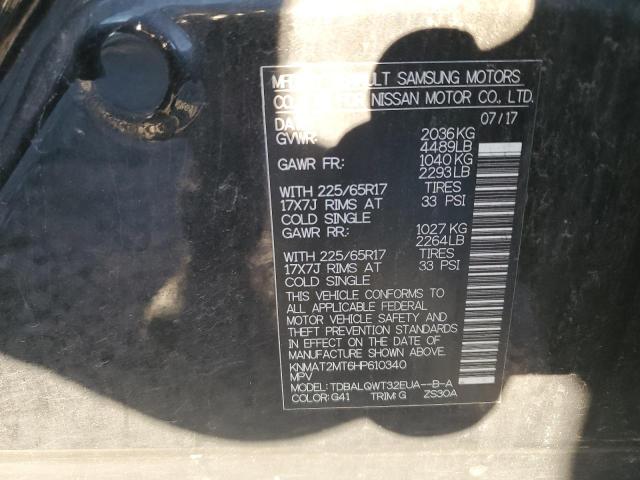 SAMSUNG MOTORS
NISSAN MOTOR CO., LTD.
07/17
GVWR: 2036KG
4489LB
GAWR FR: 1040KG
2293LB
WITH 225/65R17 TIRES
17X7J RIMS AT 33 PSI
COLD SINGLE
GAWR RR: 1027 KG
2264LB
WITH 225/65R17 TIRES
17X7J RIMS AT 33 PSI
COLD SINGLE
THIS VEHICLE CONFORMS TO
ALL APPLICABLE FEDERAL
MOTOR VEHICLE SAFETY AND
THEFT PREVENTION STANDARDS
IN EFFECT ON THE DATE OF
MANUFACTURE SHOWN ABOVE.
KNMAT2MT6HP610340
MPV
MODEL: TDBALQWT32EUA--B-A
COLOR: G41 TRIM: G ZS30A